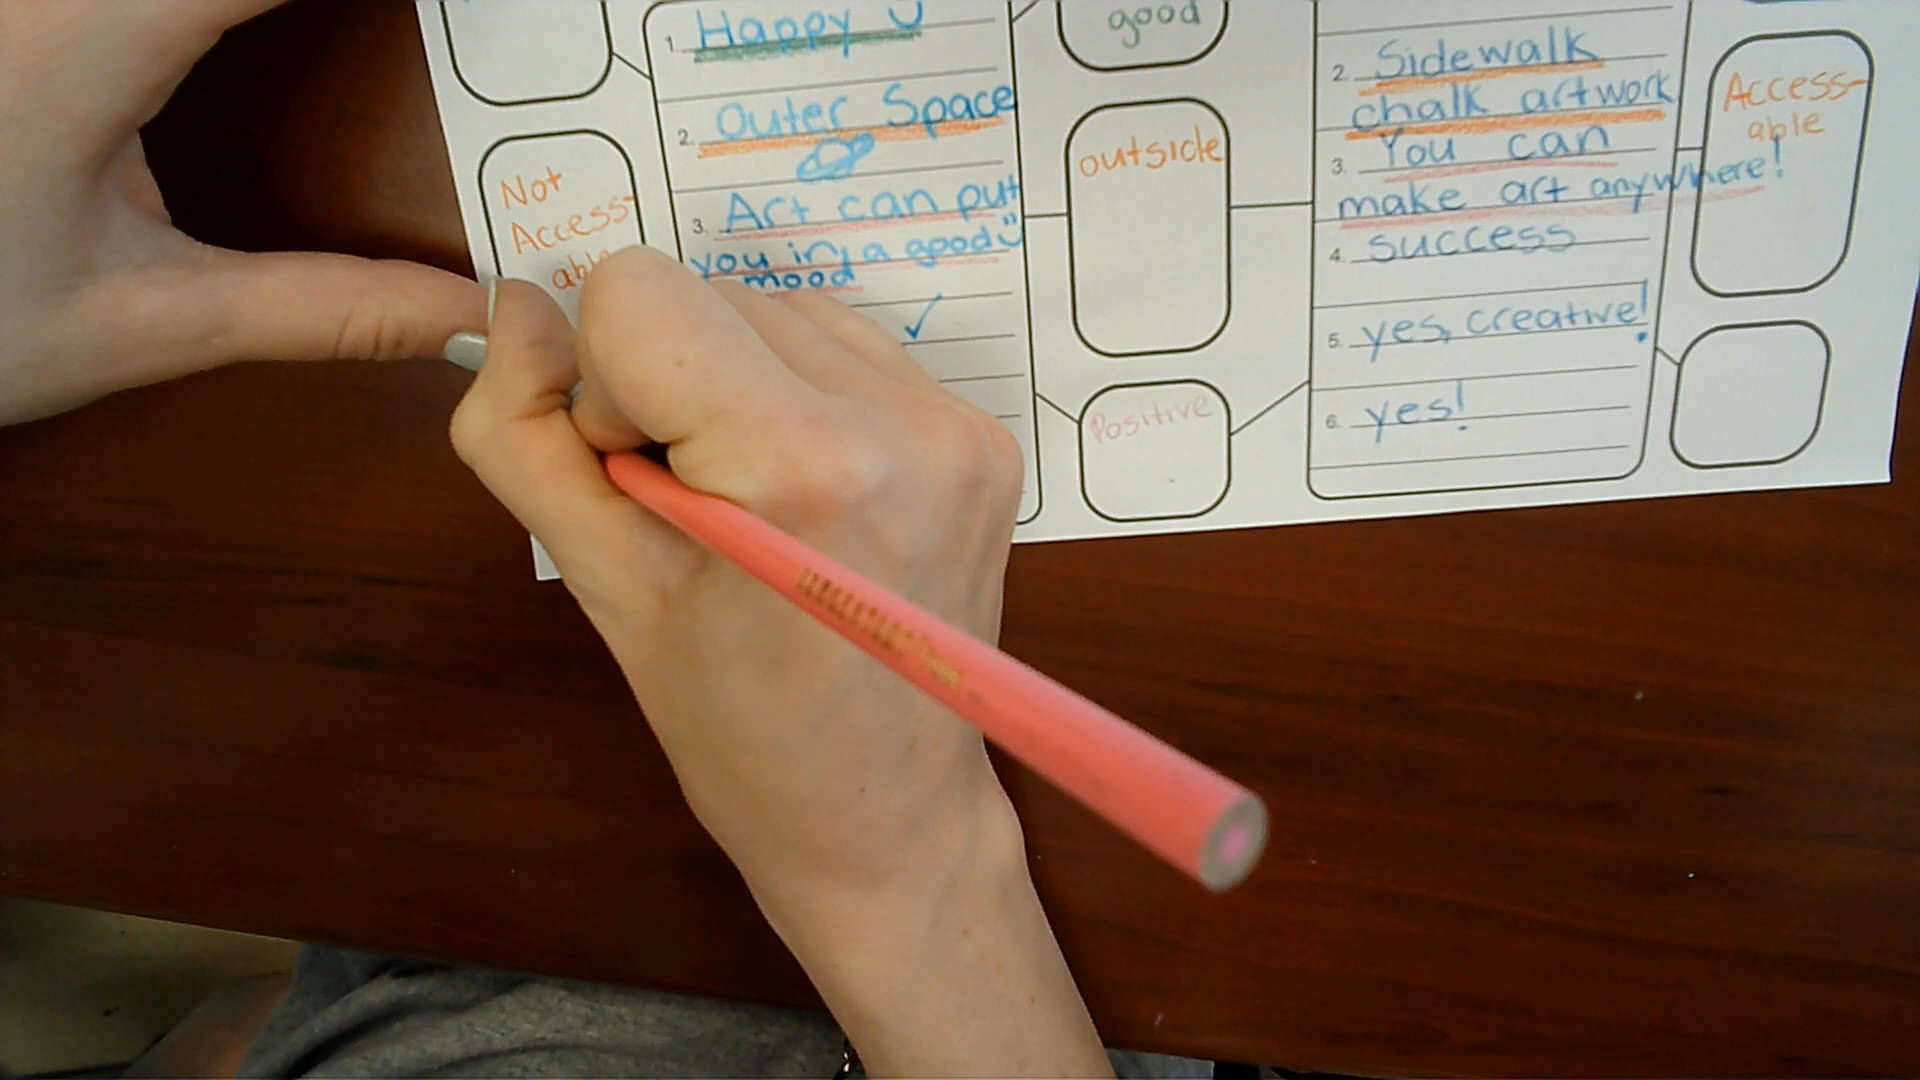 1. Happy
2. Outer Space
3. Art can put
you in a good
mood
Not
Access-
able
good
outside
Positive
2. Sidewalk
chalk artwork
3. You can
make art anywhere!
4. success
5. yes, creative!
6. yes!
Access-
able